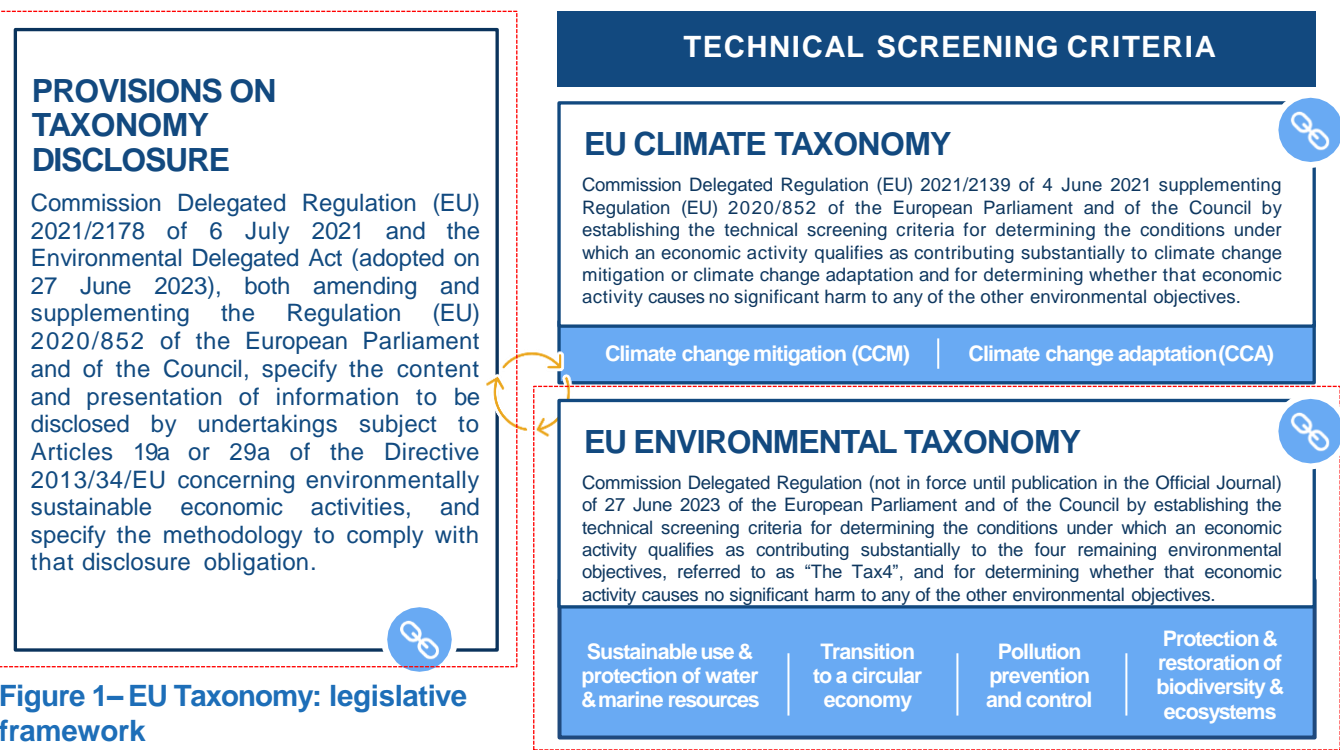 PROVISIONS ON
TAXONOMY
DISCLOSURE
Commission Delegated Regulation (EU)
2021/2178 of 6 July 2021 and the
Environmental Delegated Act (adopted on
27 June 2023), both amending and
supplementing the Regulation (EU)
2020/852 of the European Parliament
and of the Council, specify the content
and presentation of information to be
disclosed by undertakings subject to
Articles 19a or 29a of the Directive
2013/34/EU concerning environmentally
sustainable economic activities, and
specify the methodology to comply with
that disclosure obligation.
Figure 1– EU Taxonomy: legislative
framework
TECHNICAL SCREENING CRITERIA
EU CLIMATE TAXONOMY
Commission Delegated Regulation (EU) 2021/2139 of 4 June 2021 supplementing
Regulation (EU) 2020/852 of the European Parliament and of the Council by
establishing the technical screening criteria for determining the conditions under
which an economic activity qualifies as contributing substantially to climate change
mitigation or climate change adaptation and for determining whether that economic
activity causes no significant harm to any of the other environmental objectives.
Climate change mitigation (CCM)
Climate change adaptation (CCA)
EU ENVIRONMENTAL TAXONOMY
Commission Delegated Regulation (not in force until publication in the Official Journal)
of 27 June 2023 of the European Parliament and of the Council by establishing the
technical screening criteria for determining the conditions under which an economic
activity qualifies as contributing substantially to the four remaining environmental
objectives, referred to as “The Tax4”, and for determining whether that economic
activity causes no significant harm to any of the other environmental objectives.
Sustainable use &
protection of water
& marine resources
Transition
to a circular
economy
Pollution
prevention
and control
Protection &
restoration of
biodiversity &
ecosystems